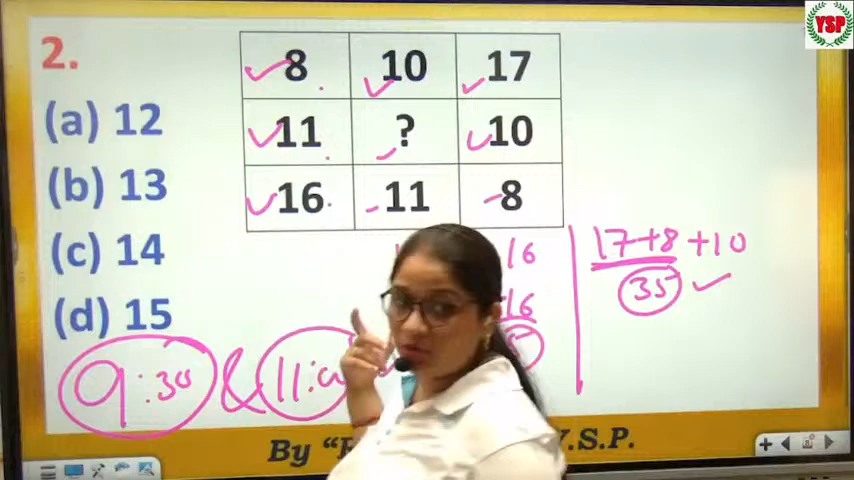 YSP
2.
8 10 17
(a) 12
11 ? 10
(b) 13
16 11 8
(c) 14
16
17+8+10
(d) 15
16
35
9:30 & 11:
By "
Y.S.P.